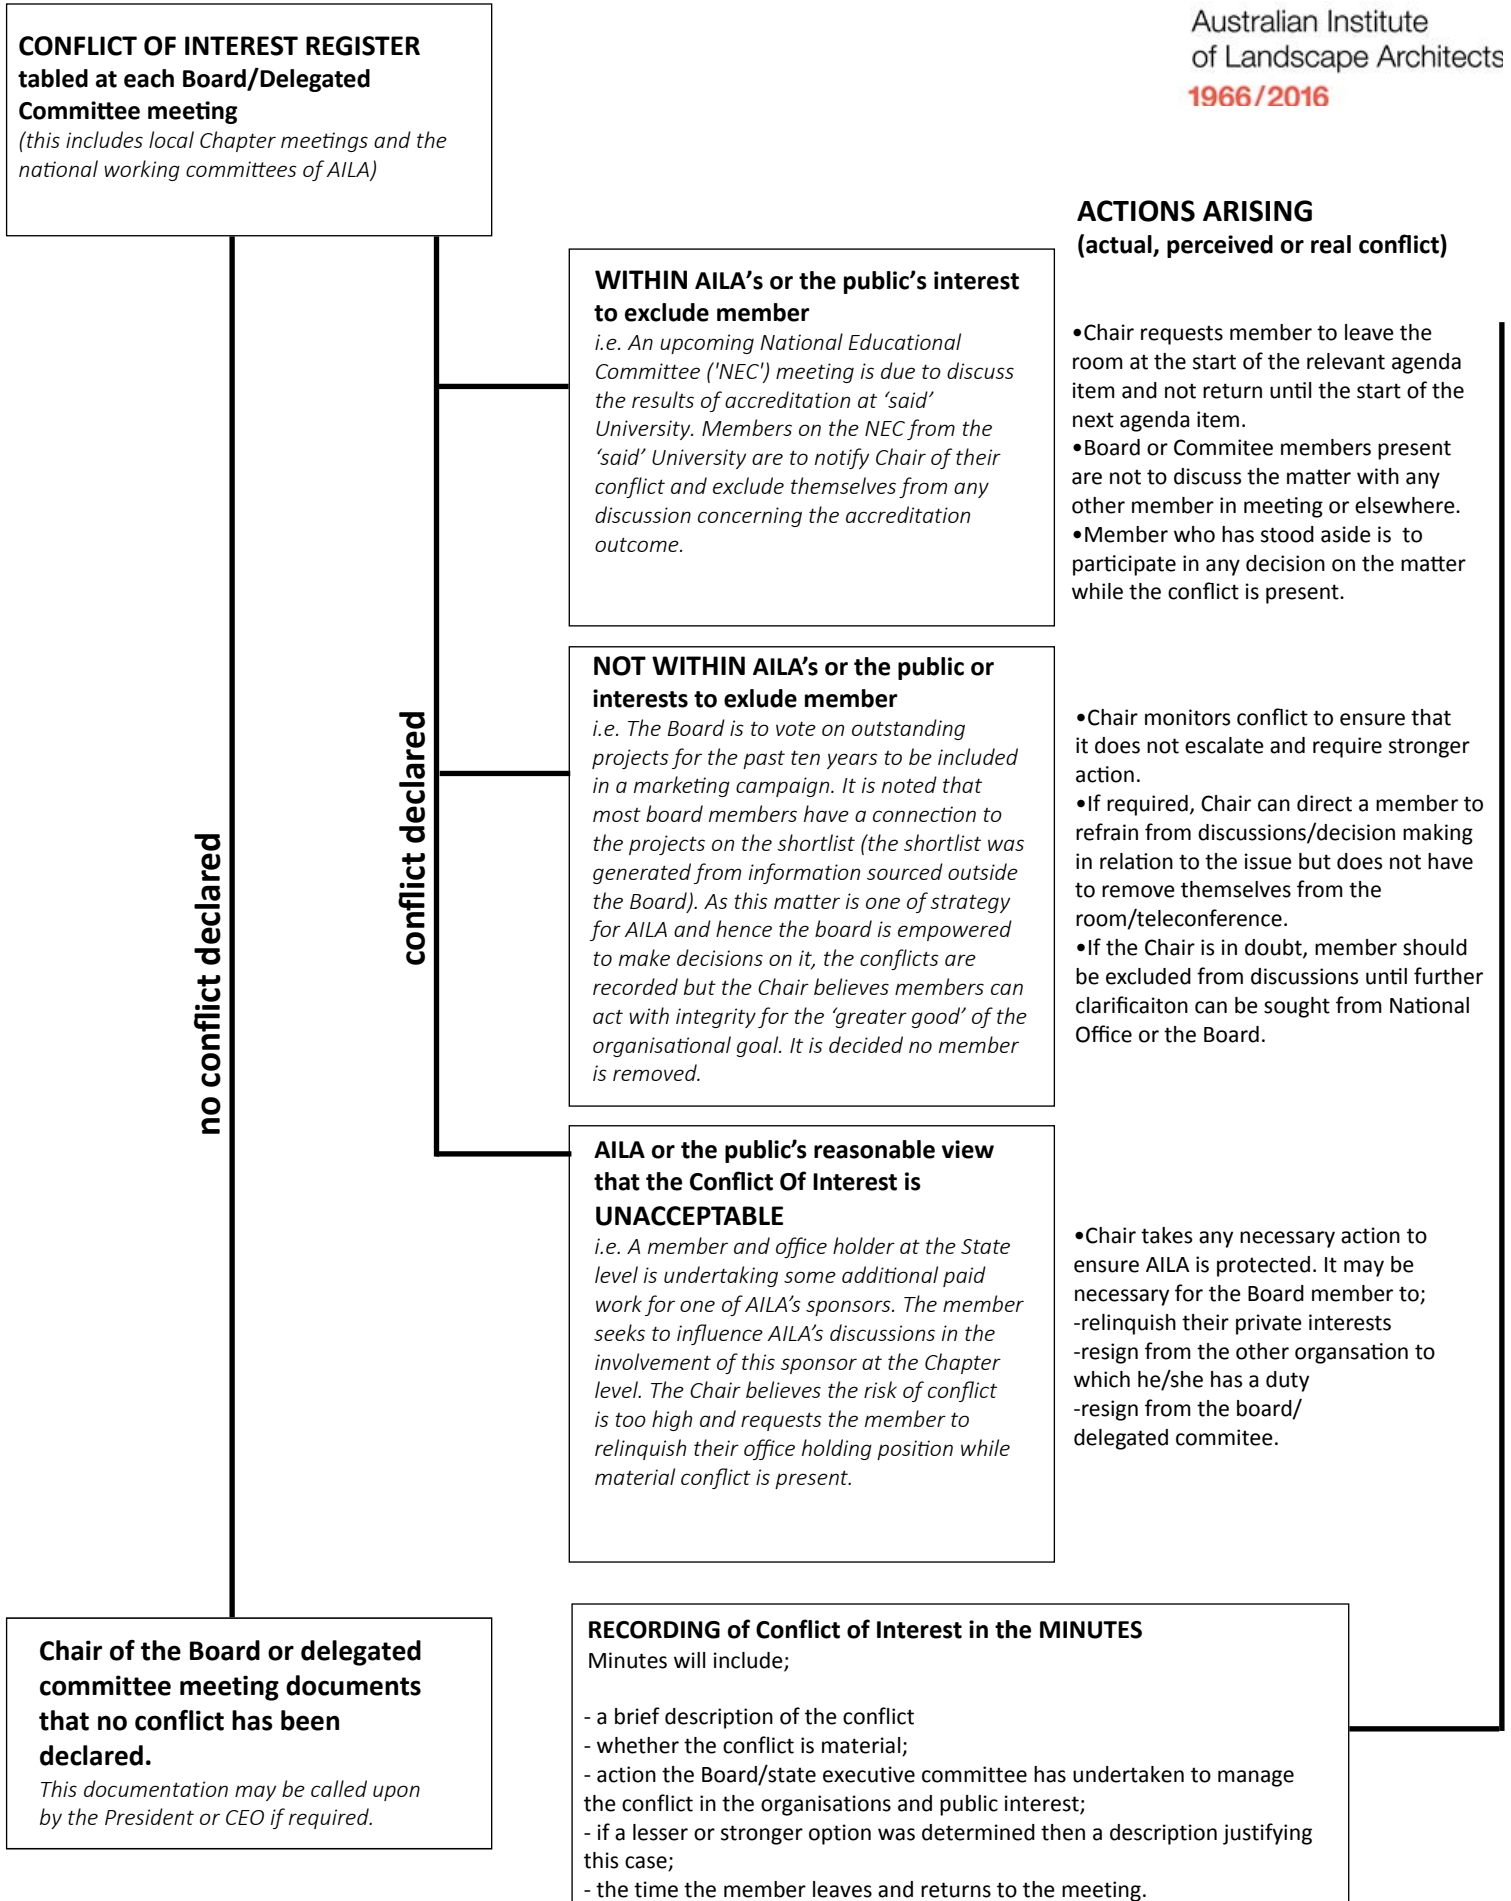 Australian Institute
of Landscape Architects
1966/2016
CONFLICT OF INTEREST REGISTER
tabled at each Board/Delegated
Committee meeting
(this includes local Chapter meetings and the
national working committees of AILA)
no conflict declared
conflict declared
WITHIN AILA’s or the public’s interest
to exclude member
i.e. An upcoming National Educational
Committee ('NEC') meeting is due to discuss
the results of accreditation at ‘said’
University. Members on the NEC from the
‘said’ University are to notify Chair of their
conflict and exclude themselves from any
discussion concerning the accreditation
outcome.
NOT WITHIN AILA’s or the public or
interests to exlude member
i.e. The Board is to vote on outstanding
projects for the past ten years to be included
in a marketing campaign. It is noted that
most board members have a connection to
the projects on the shortlist (the shortlist was
generated from information sourced outside
the Board). As this matter is one of strategy
for AILA and hence the board is empowered
to make decisions on it, the conflicts are
recorded but the Chair believes members can
act with integrity for the ‘greater good’ of the
organisational goal. It is decided no member
is removed.
AILA or the public’s reasonable view
that the Conflict Of Interest is
UNACCEPTABLE
i.e. A member and office holder at the State
level is undertaking some additional paid
work for one of AILA’s sponsors. The member
seeks to influence AILA’s discussions in the
involvement of this sponsor at the Chapter
level. The Chair believes the risk of conflict
is too high and requests the member to
relinquish their office holding position while
material conflict is present.
ACTIONS ARISING
(actual, perceived or real conflict)
•Chair requests member to leave the
room at the start of the relevant agenda
item and not return until the start of the
next agenda item.
•Board or Commitee members present
are not to discuss the matter with any
other member in meeting or elsewhere.
•Member who has stood aside is  to
participate in any decision on the matter
while the conflict is present.
•Chair monitors conflict to ensure that
it does not escalate and require stronger
action.
•If required, Chair can direct a member to
refrain from discussions/decision making
in relation to the issue but does not have
to remove themselves from the
room/teleconference.
•If the Chair is in doubt, member should
be excluded from discussions until further
clarificaiton can be sought from National
Office or the Board.
•Chair takes any necessary action to
ensure AILA is protected. It may be
necessary for the Board member to;
-relinquish their private interests
-resign from the other organsation to
which he/she has a duty
-resign from the board/
delegated commitee.
Chair of the Board or delegated
committee meeting documents
that no conflict has been
declared.
This documentation may be called upon
by the President or CEO if required.
RECORDING of Conflict of Interest in the MINUTES
Minutes will include;
- a brief description of the conflict
- whether the conflict is material;
- action the Board/state executive committee has undertaken to manage
the conflict in the organisations and public interest;
- if a lesser or stronger option was determined then a description justifying
this case;
- the time the member leaves and returns to the meeting.